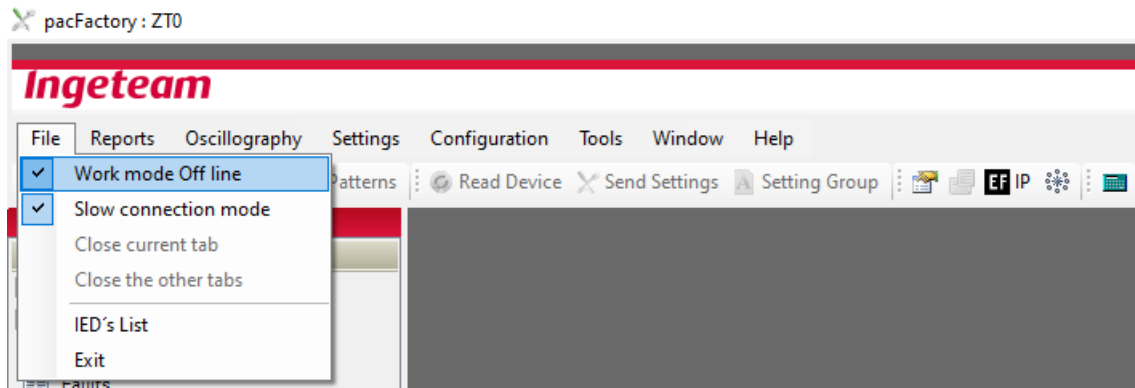 pacFactory : ZT0
Ingeteam
File Reports Oscillography Settings Configuration Tools Window Help
Patterns Read Device Send Settings A Setting Group EF IP
Work mode Off line
Slow connection mode
Close current tab
Close the other tabs
IED´s List
Exit
Faults